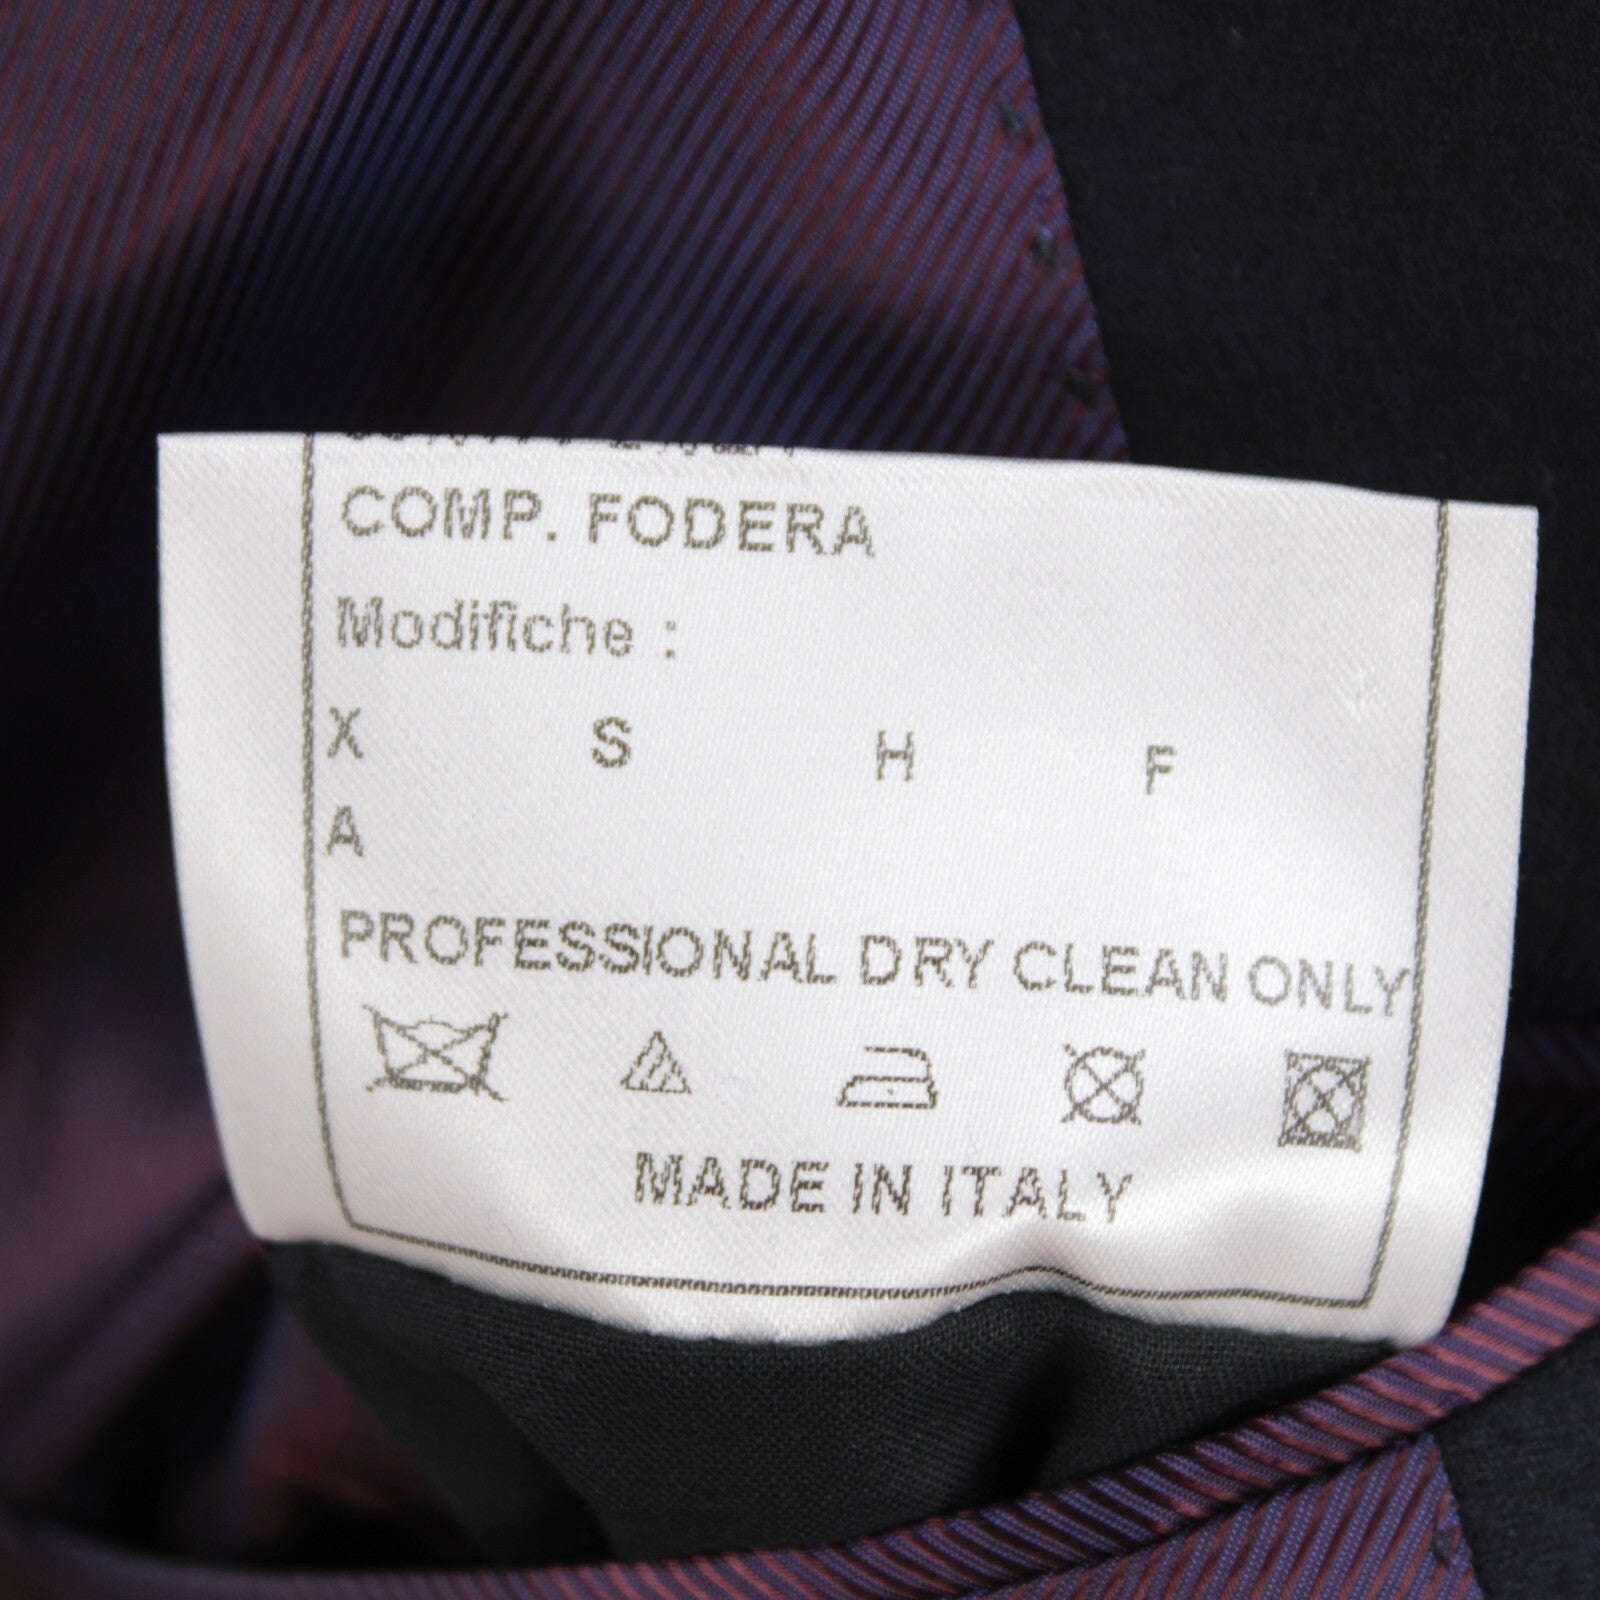 COMP. FODERA
Modifiche :
X S H F
A
PROFESSIONAL DRY CLEAN ONLY
MADE IN ITALY